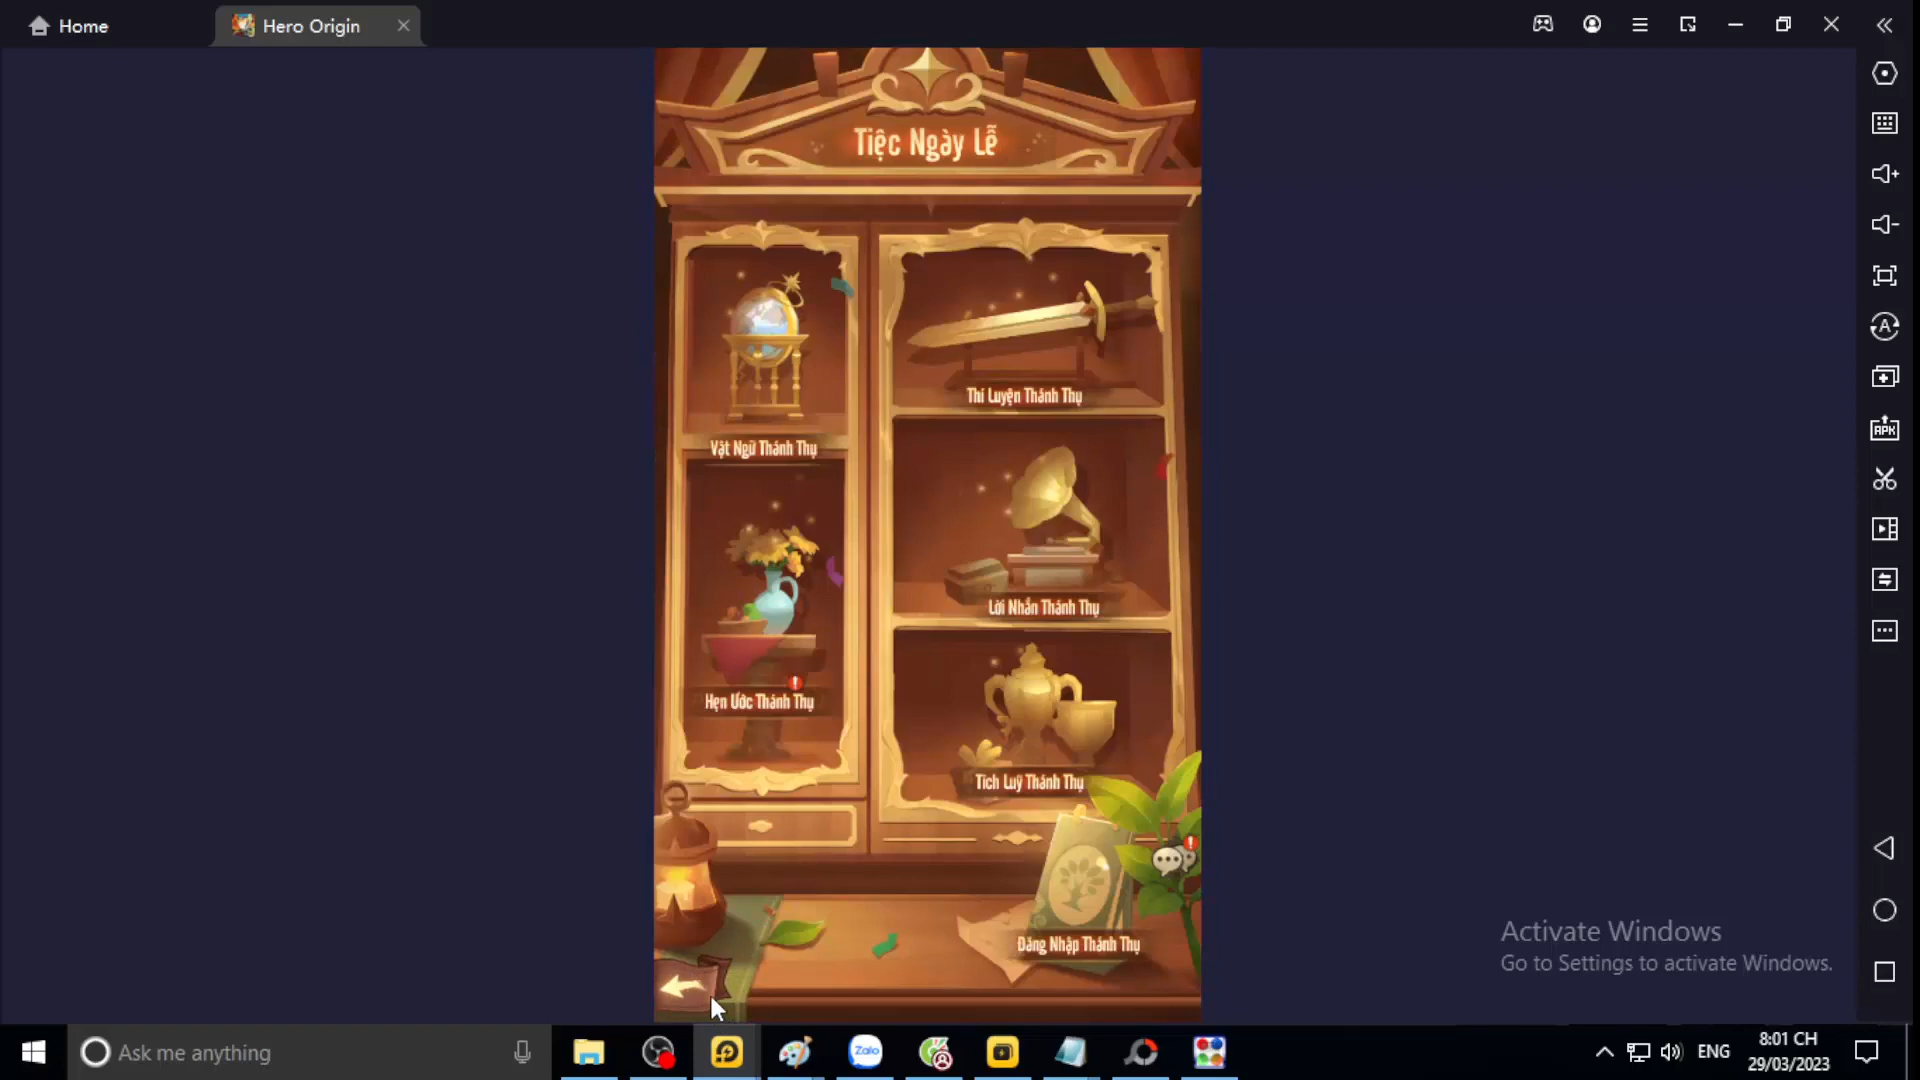 Home
Hero Origin
Tiệc Ngày Lễ
Thí Luyện Thánh Thụ
Vật Ngữ Thánh Thụ
Lời Nhắn Thánh Thụ
Hẹn Ước Thánh Thụ
Tích Luỹ Thánh Thụ
Đăng Nhập Thánh Thụ
APK
Activate Windows
Go to Settings to activate Windows.
Ask me anything
Zalo
ENG
8:01 CH
29/03/2023